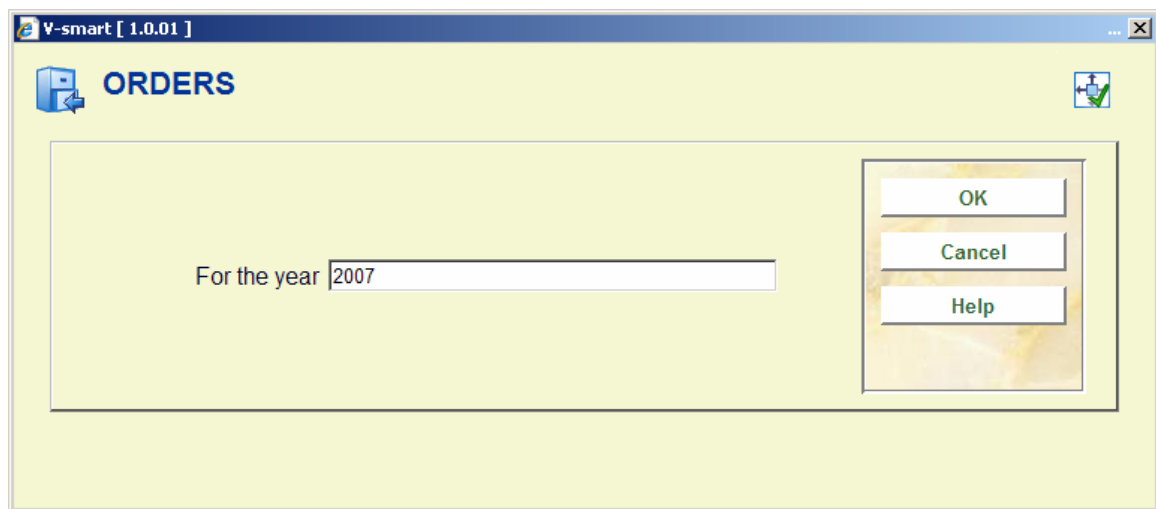 V-smart [ 1.0.01 ] ...
ORDERS
For the year 2007
OK
Cancel
Help